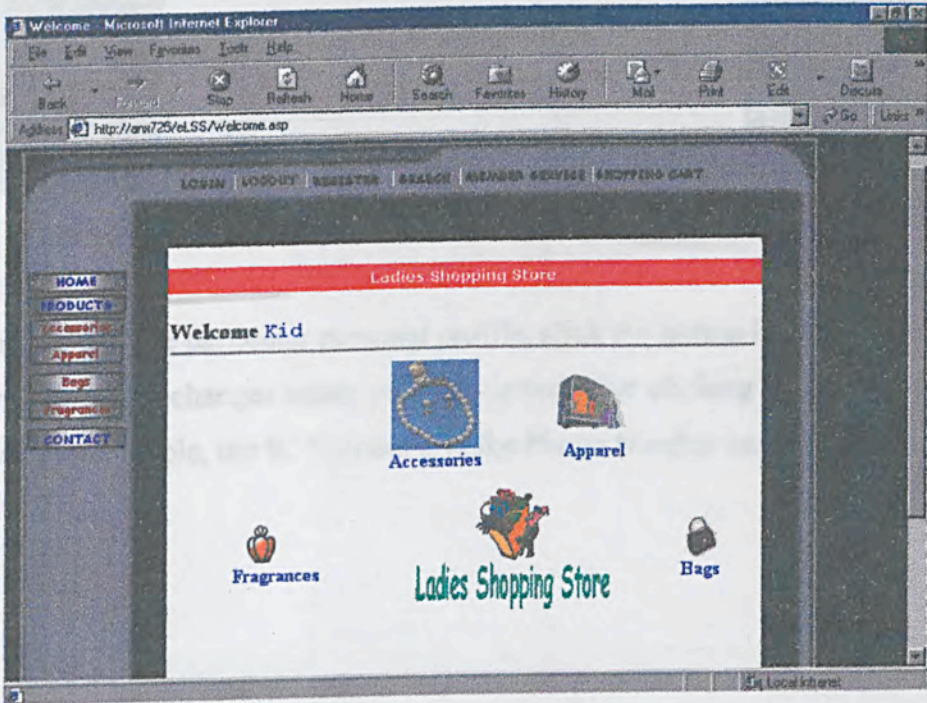 Welcome - Microsoft Internet Explorer
File Edit View Favorites Tools Help
Back Forward Stop Refresh Home Search Favorites History Mail Print Edit Discuss
Address http://anx725/eLSS/Welcome.asp Go Links »
LOGIN | LOGOUT | REGISTER | SEARCH | MEMBER SERVICE | SHOPPING CART
Ladies Shopping Store
HOME
PRODUCTS
Accessories
Apparel
Bags
Fragrances
CONTACT
Welcome Kid
Accessories
Apparel
Fragrances
Ladies Shopping Store
Bags
Local intranet